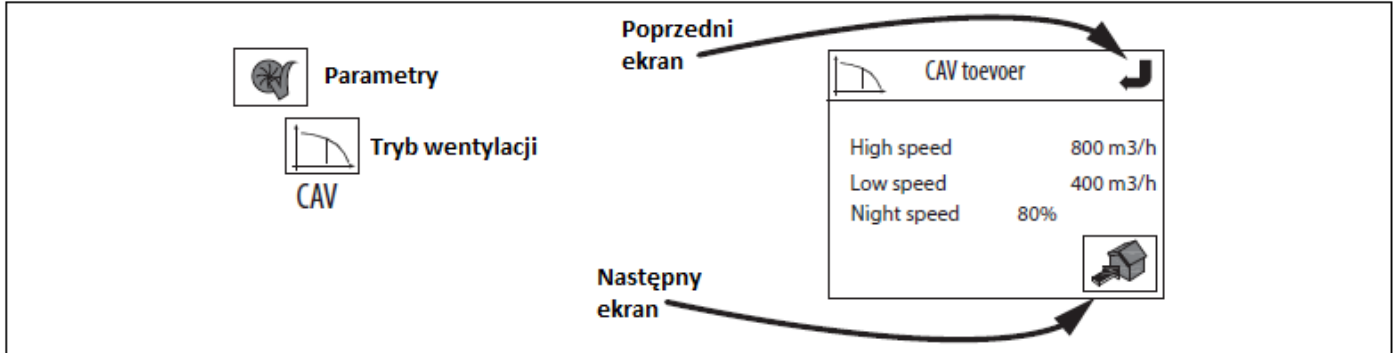 Parametry
Tryb wentylacji
CAV
Poprzedni
ekran
CAV toevoer
High speed 800 m3/h
Low speed 400 m3/h
Night speed 80%
Następny
ekran